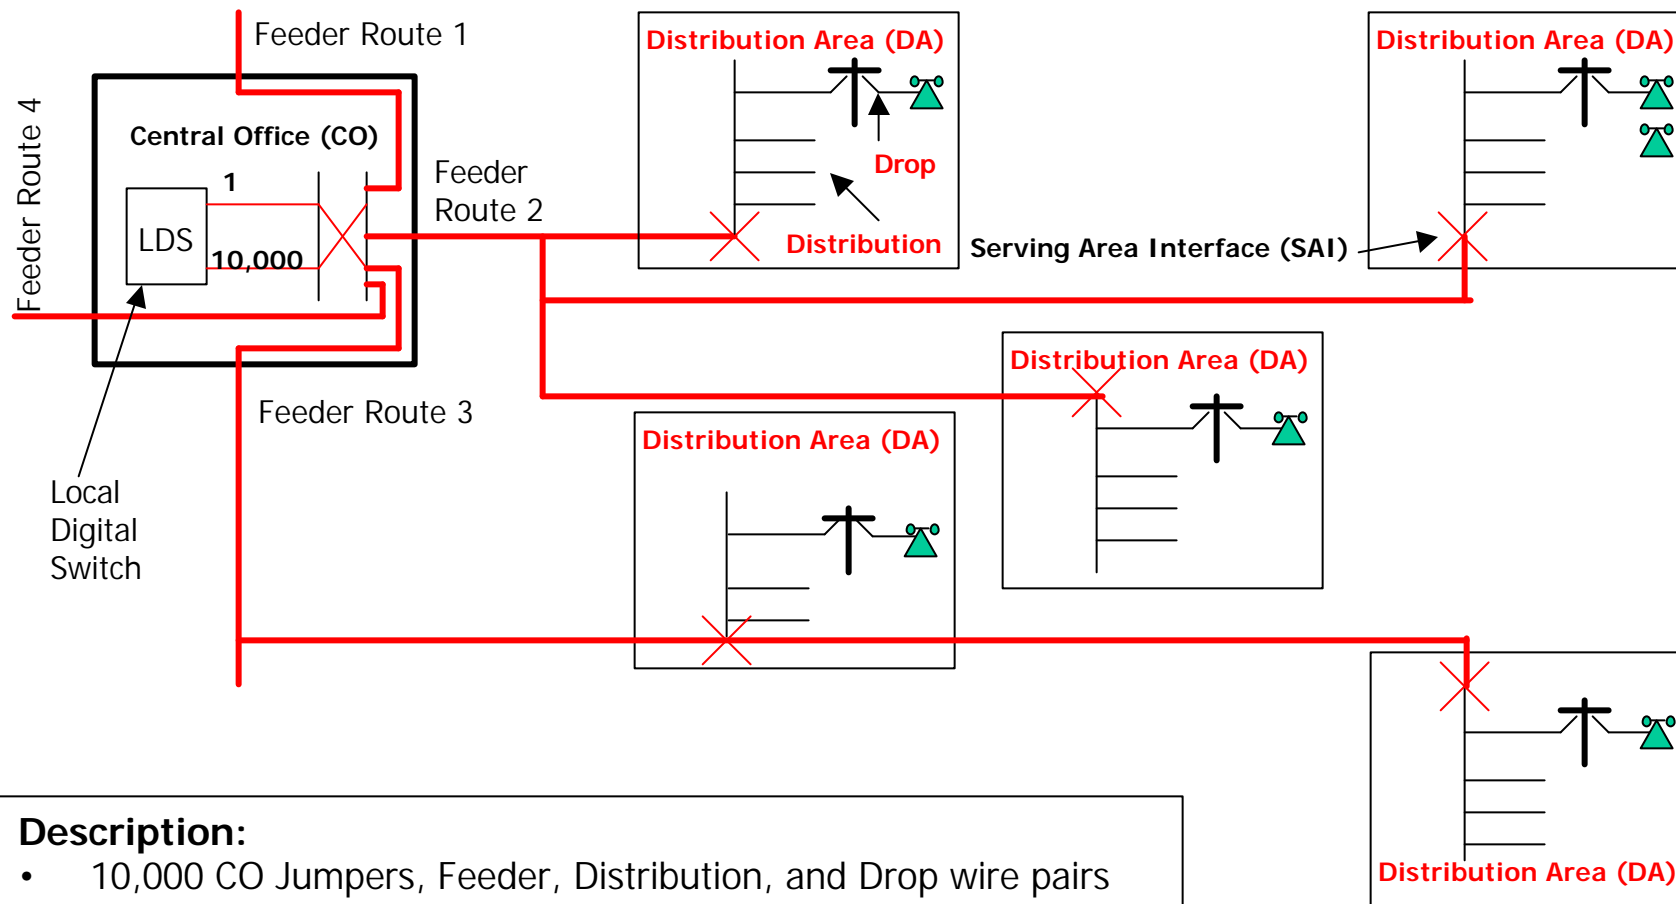 Feeder Route 1
Distribution Area (DA)
Distribution Area (DA)
Feeder Route 4
Central Office (CO)
1
LDS
10,000
Feeder
Route 2
Drop
Distribution
Serving Area Interface (SAI)
Distribution Area (DA)
Feeder Route 3
Distribution Area (DA)
Local
Digital
Switch
Distribution Area (DA)
Description:
• 10,000 CO Jumpers, Feeder, Distribution, and Drop wire pairs